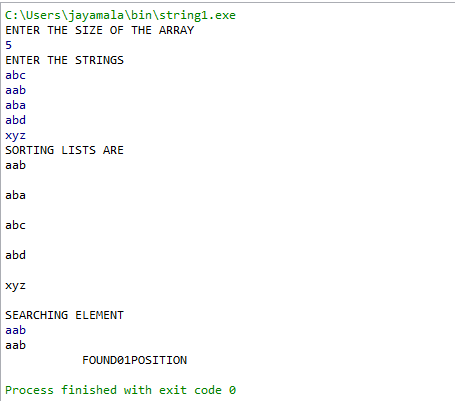 C:\Users\jayamala\bin\string1.exe
ENTER THE SIZE OF THE ARRAY
5
ENTER THE STRINGS
abc
aab
aba
abd
xyz
SORTING LISTS ARE
aab
aba
abc
abd
xyz
SEARCHING ELEMENT
aab
aab
FOUND01POSITION
Process finished with exit code 0